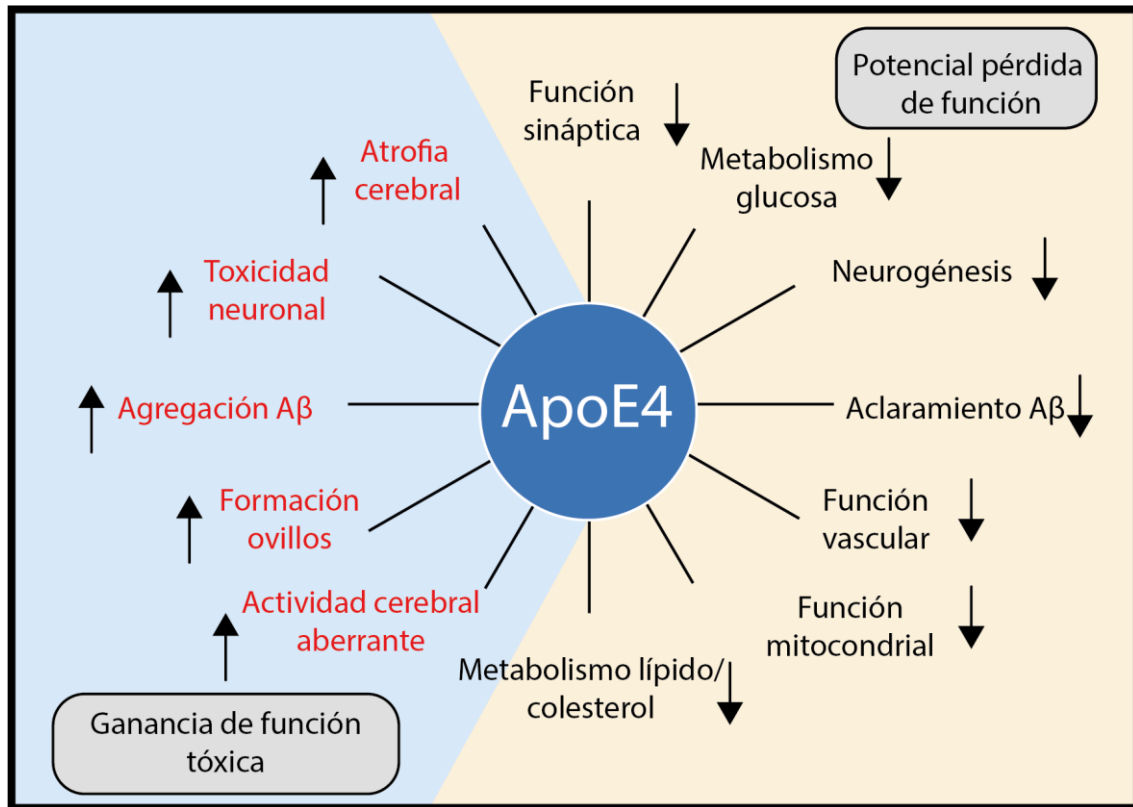 Potencial pérdida
de función
Función
sináptica
Metabolismo
glucosa
Neurogénesis
Aclaramiento Aβ
Función
vascular
Función
mitocondrial
Metabolismo lípido/
colesterol
Atrofia
cerebral
Toxicidad
neuronal
Agregación Aβ
Formación
ovillos
Actividad cerebral
aberrante
Ganancia de función
tóxica
ApoE4